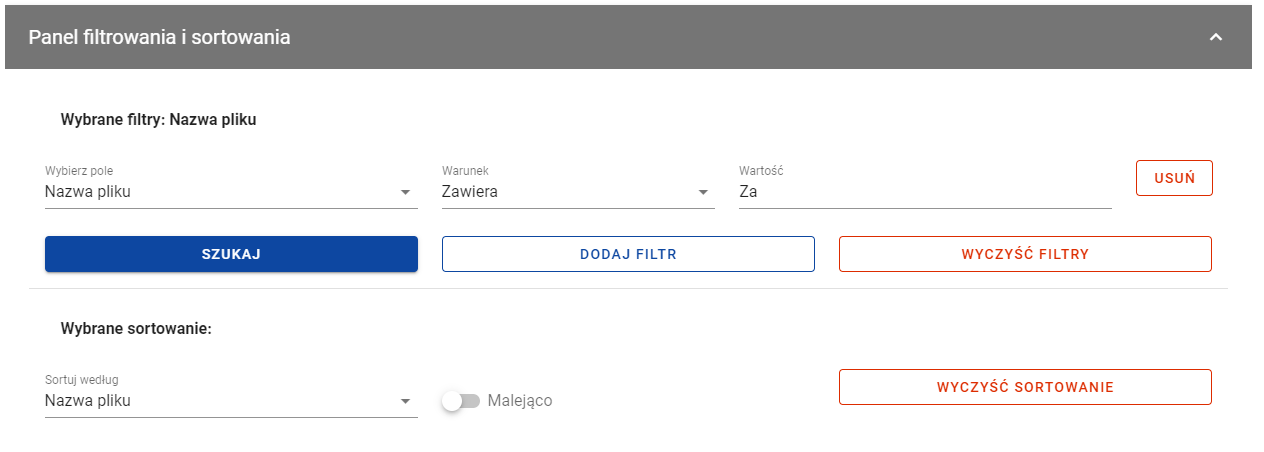 Panel filtrowania i sortowania
Wybrane filtry: Nazwa pliku
Wybierz pole Warunek Wartość
Nazwa pliku Zawiera Za USUŃ
SZUKAJ DODAJ FILTR WYCZYŚĆ FILTRY
Wybrane sortowanie:
Sortuj według
Nazwa pliku Malejąco WYCZYŚĆ SORTOWANIE